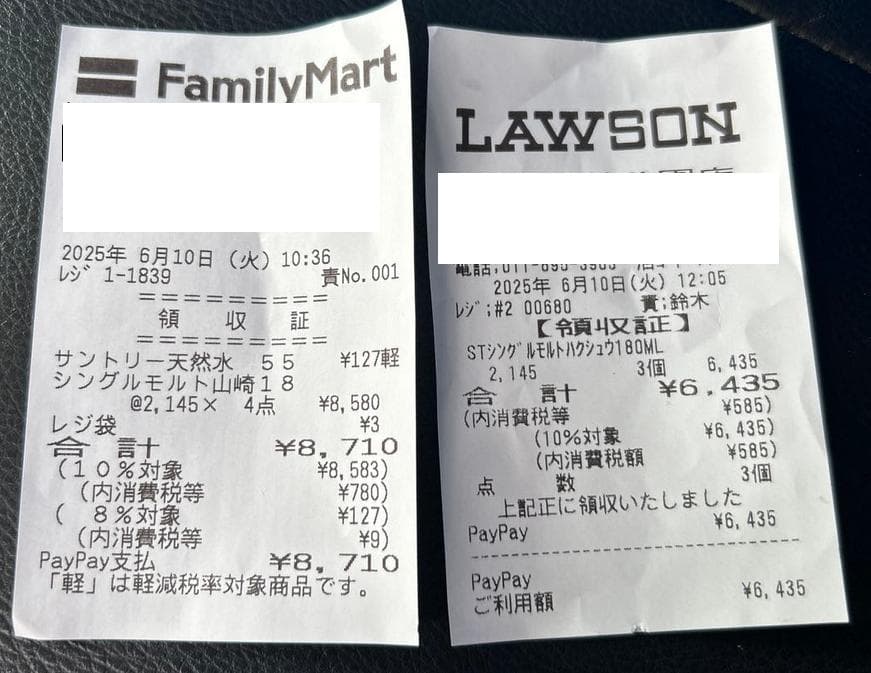 FamilyMart
2025年 6月10日 (火) 10:36
レジ 1-1839 責No.001
=========
領 収 証
=========
サントリー天然水 55 ¥127軽
シングルモルト山崎18
@2,145× 4点 ¥8,580
レジ袋 ¥3
合 計 ¥8,710
(10%対象 ¥8,583)
(内消費税等 ¥780)
( 8%対象 ¥127)
(内消費税等 ¥9)
PayPay支払 ¥8,710
「軽」は軽減税率対象商品です。
LAWSON
2025年 6月10日(火) 12:05
レジ;#2 00680 責;鈴木
【領収証】
STシングルモルトハクシュウ180ML
2,145 3個 6,435
合 計 ¥6,435
(内消費税等 ¥585)
(10%対象 ¥6,435)
(内消費税額 ¥585)
点 数 3個
上記正に領収いたしました
PayPay ¥6,435
PayPay
ご利用額 ¥6,435